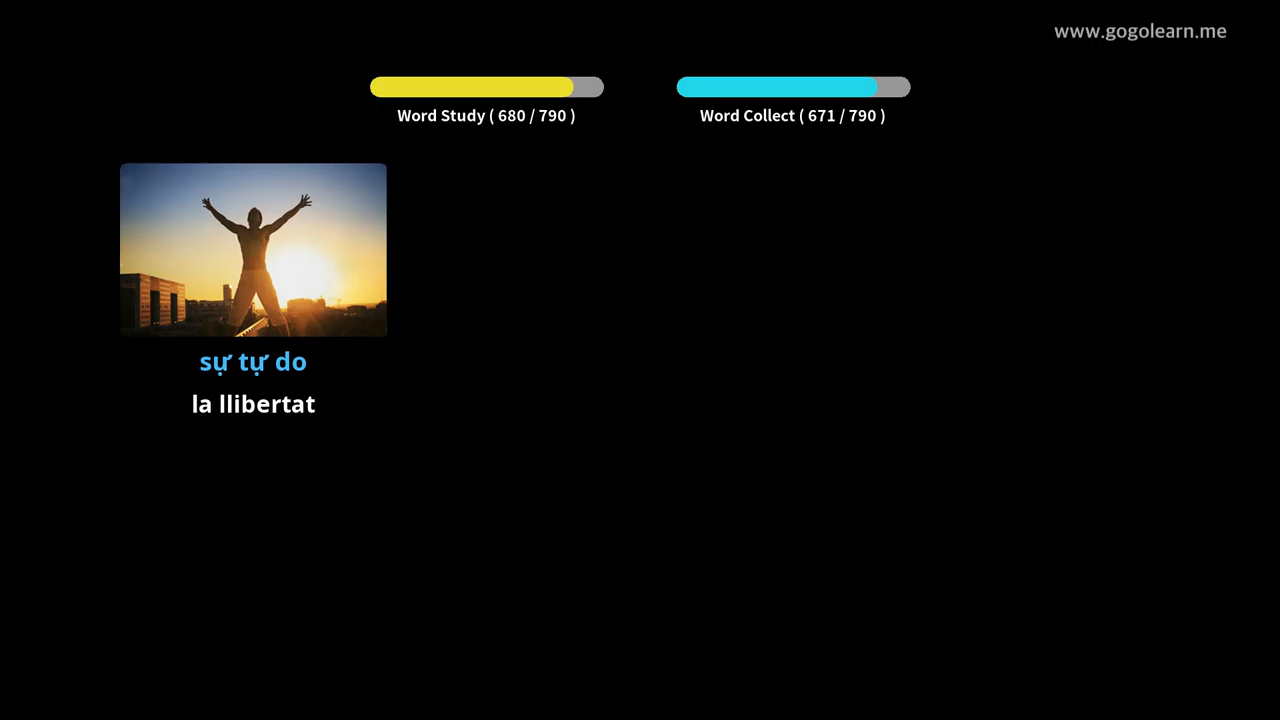 www.gogolearn.me
Word Study ( 680 / 790 )
Word Collect ( 671 / 790 )
sự tự do
la llibertat